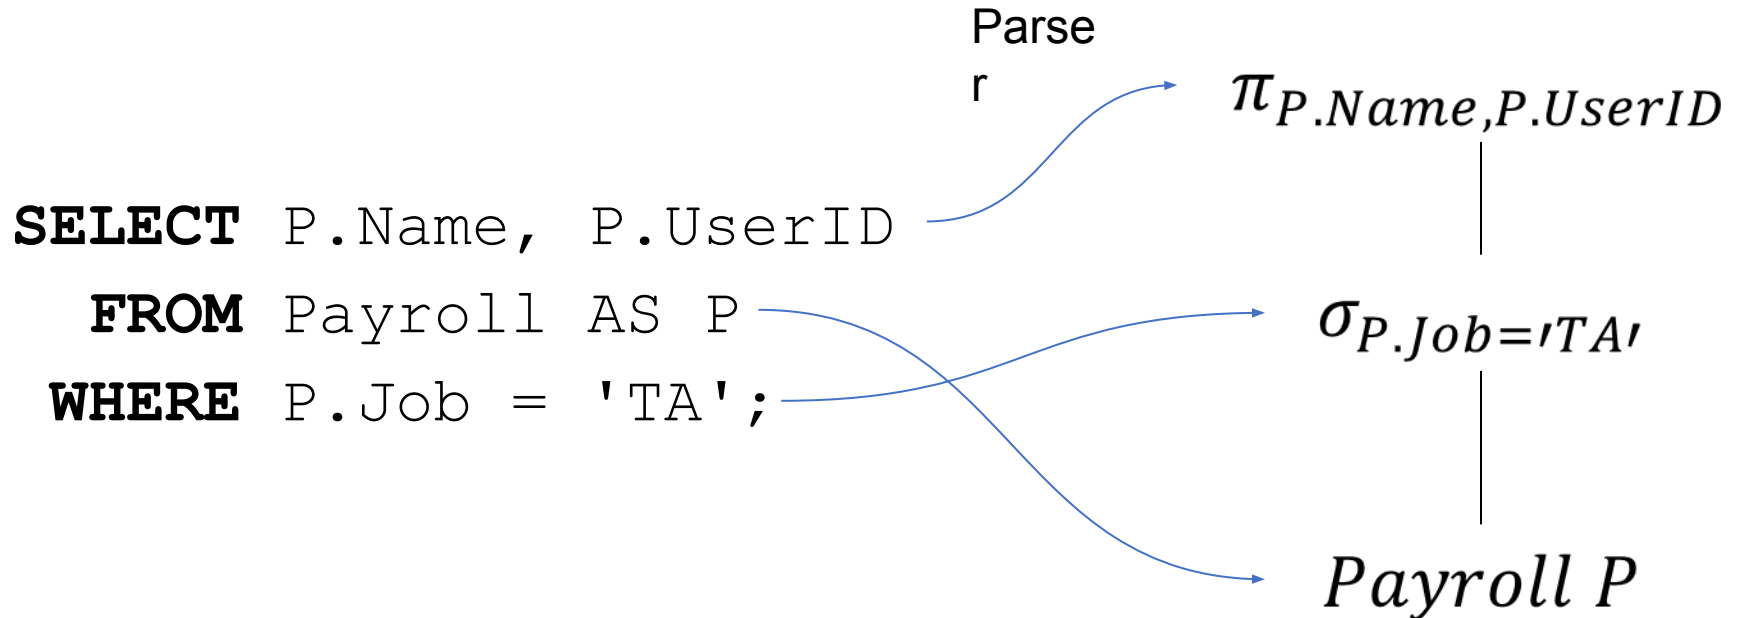 Parse
r
π P.Name,P.UserID
SELECT P.Name, P.UserID
FROM Payroll AS P
σ P.Job='TA'
WHERE P.Job = 'TA';
Payroll P